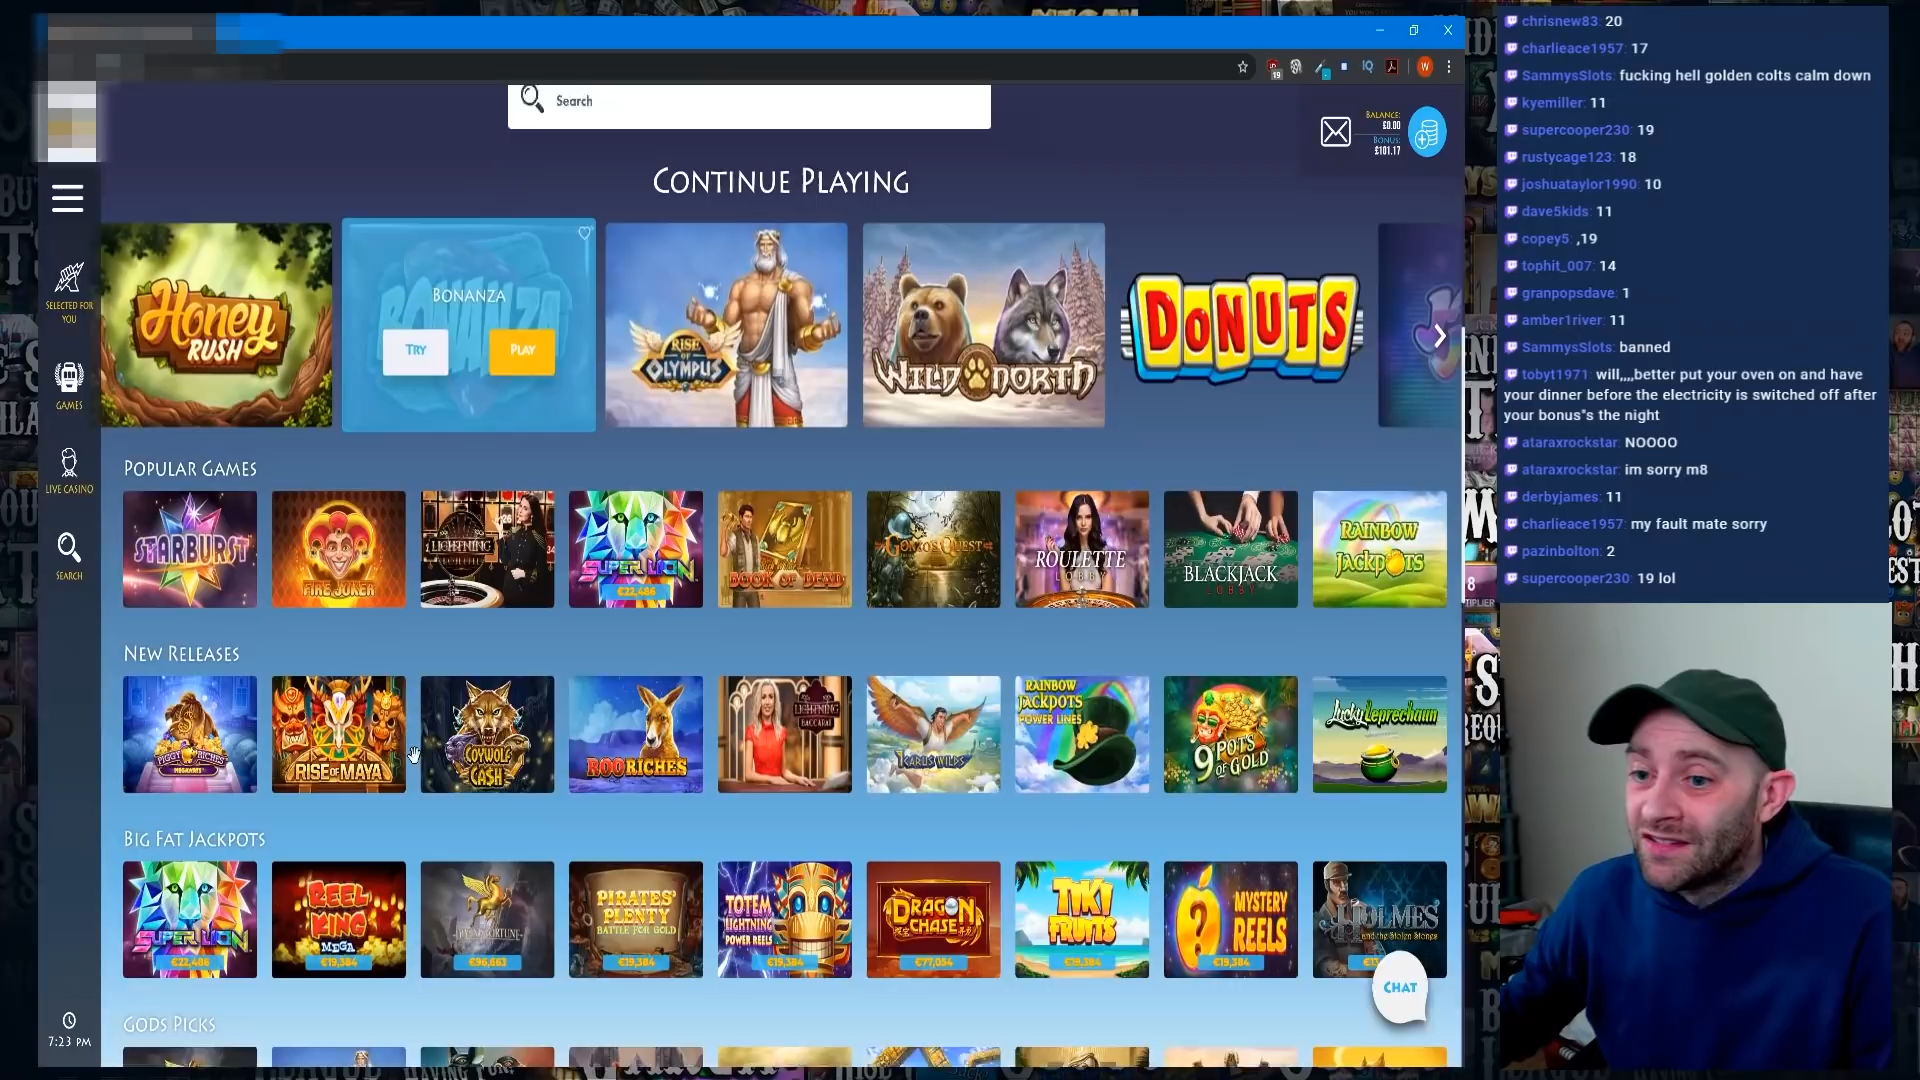 19
IQ
W
Search
BALANCE:
£0.00
BONUS:
£101.17
CONTINUE PLAYING
SELECTED FOR
YOU
GAMES
LIVE CASINO
SEARCH
7:23 PM
Honey
RUSH
BONANZA
TRY
PLAY
RISE
OF
OLYMPUS
WILD NORTH
DONUTS
POPULAR GAMES
STARBURST
FIRE JOKER
LIGHTNING
SUPER LION
€22,486
BOOK OF DEAD
GONZO'S QUEST
ROULETTE
LOBBY
BLACKJACK
LOBBY
RAINBOW
JACKPOTS
NEW RELEASES
PIGGY RICHES
MEGAWAYS
RISE OF MAYA
COYWOLF
CASH
ROO RICHES
LIGHTNING
BACCARAT
ICARUS WILDS
RAINBOW
JACKPOTS
POWER LINES
9 POTS
OF GOLD
Lucky Leprechaun
BIG FAT JACKPOTS
SUPER LION
€22,486
REEL
KING
MEGA
€19,384
€96,663
PIRATES'
PLENTY
BATTLE FOR GOLD
€19,384
TOTEM
LIGHTNING
POWER REELS
€19,384
DRAGON
CHASE
€77,054
TIKI
FRUITS
€19,384
MYSTERY
REELS
€19,384
HOLMES
and the Stolen Stones
CHAT
GODS PICKS
chrisnew83: 20
charlieace1957: 17
SammysSlots: fucking hell golden colts calm down
kyemiller: 11
supercooper230: 19
rustycage123: 18
joshuataylor1990: 10
dave5kids: 11
copey5: ,19
tophit_007: 14
granpopsdave: 1
amber1river: 11
SammysSlots: banned
tobyt1971: will,,,,better put your oven on and have
your dinner before the electricity is switched off after
your bonus"s the night
ataraxrockstar: NOOOO
ataraxrockstar: im sorry m8
derbyjames: 11
charlieace1957: my fault mate sorry
pazinbolton: 2
supercooper230: 19 lol